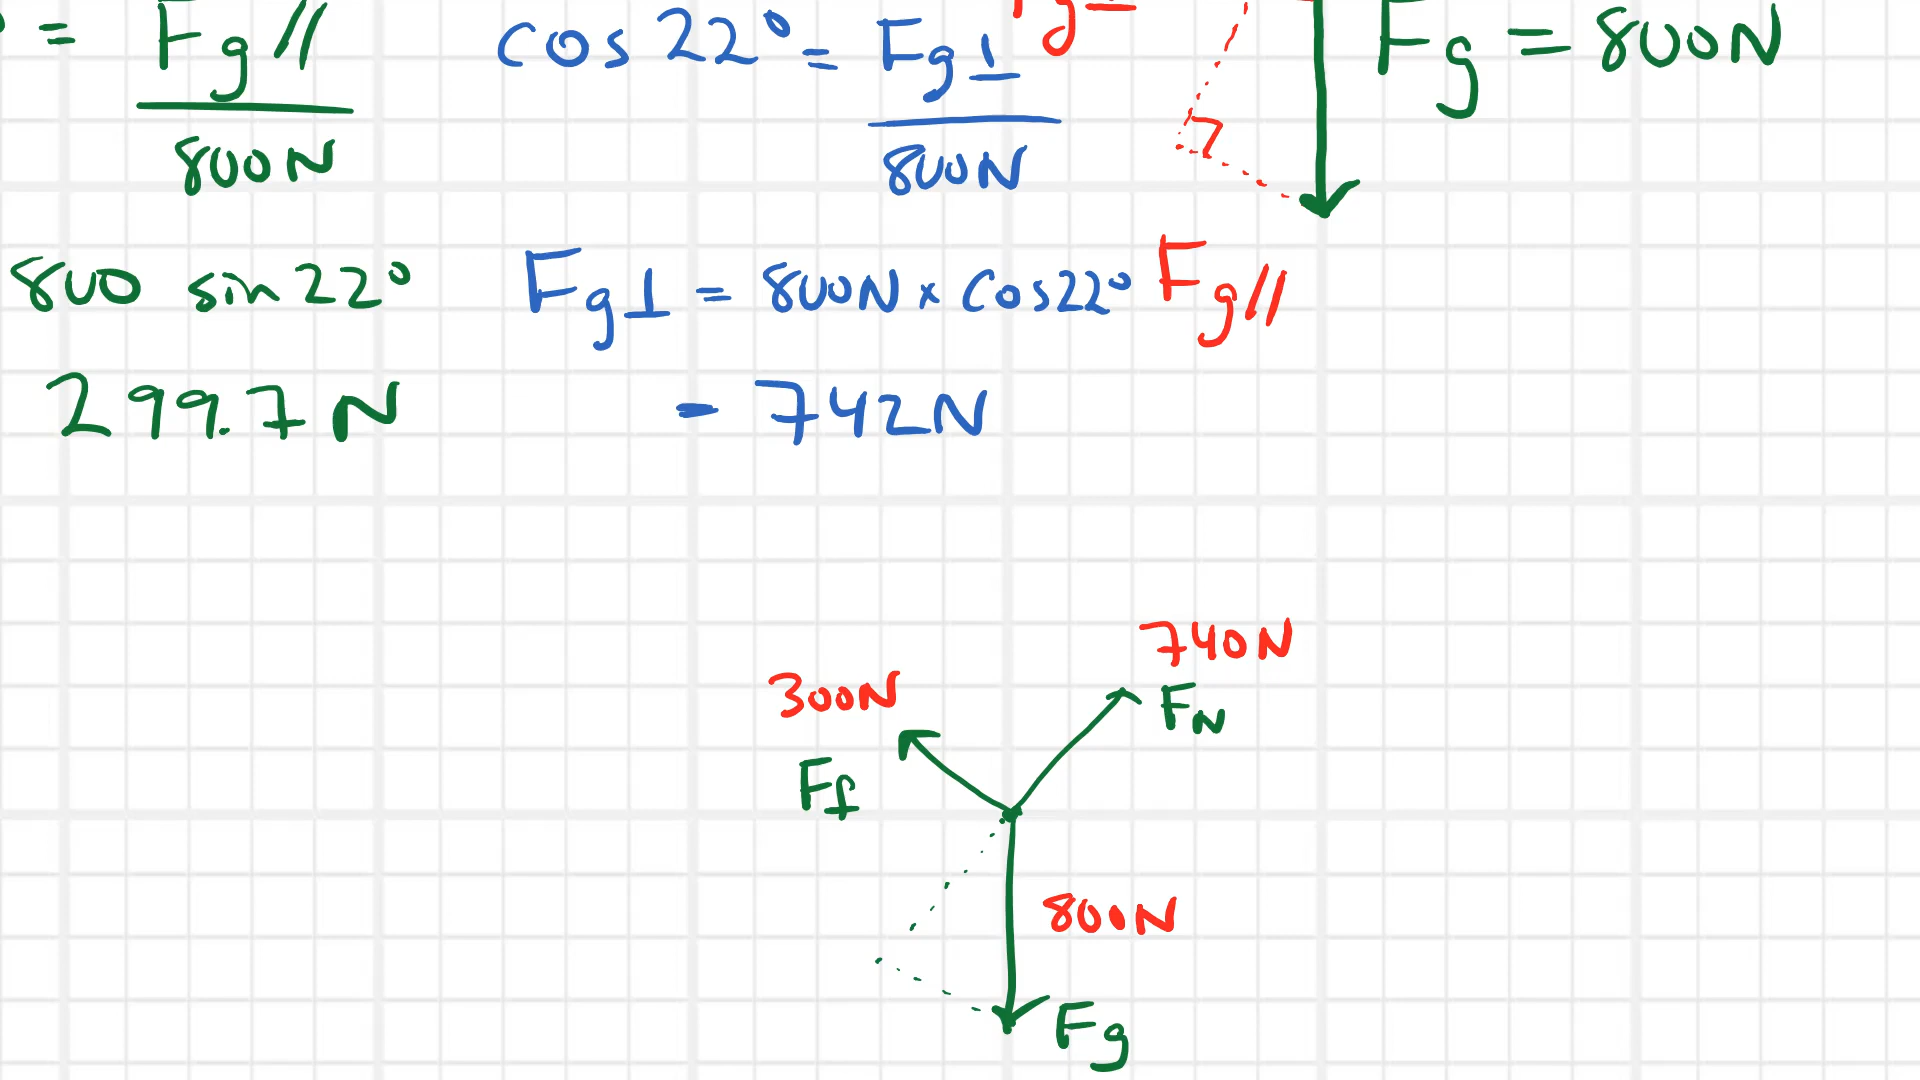 ° = Fg// / 800N
cos 22° = Fg⊥ / 800N
Fg = 800N
800 sin 22°
Fg⊥ = 800N × cos22°
Fg//
299.7 N
= 742N
740N
FN
300N
Ff
800N
Fg